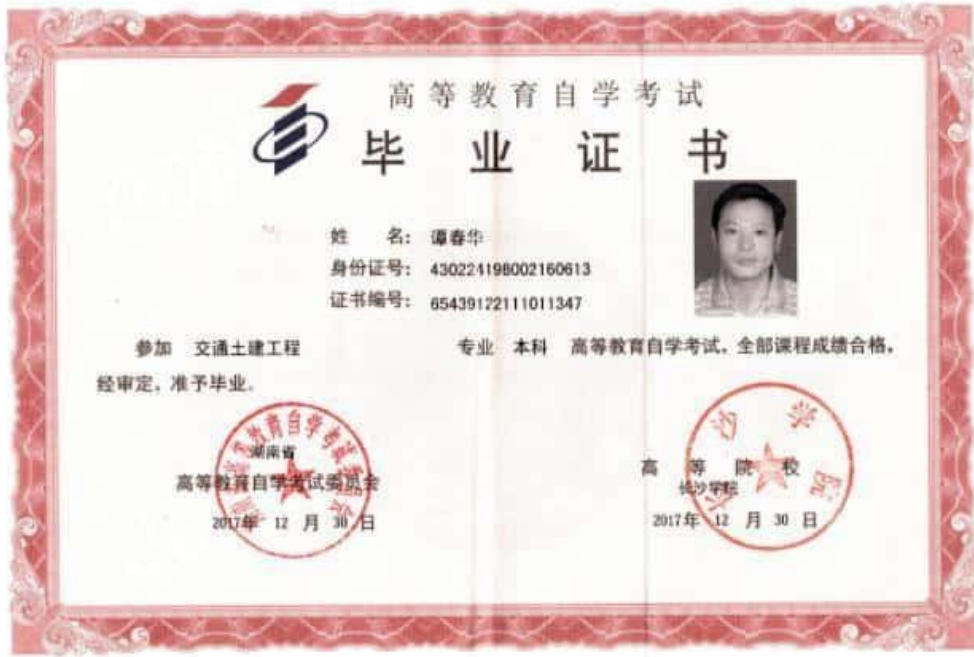 高等教育自学考试
毕业证书
姓 名： 谭春华
身份证号： 430224198002160613
证书编号： 65439122111011347
参加 交通土建工程 专业 本科 高等教育自学考试，全部课程成绩合格，
经审定，准予毕业。
湖南省
高等教育自学考试委员会
2017年 12 月 30 日
高 等 院 校
长沙学院
2017年 12 月 30 日
长沙学院